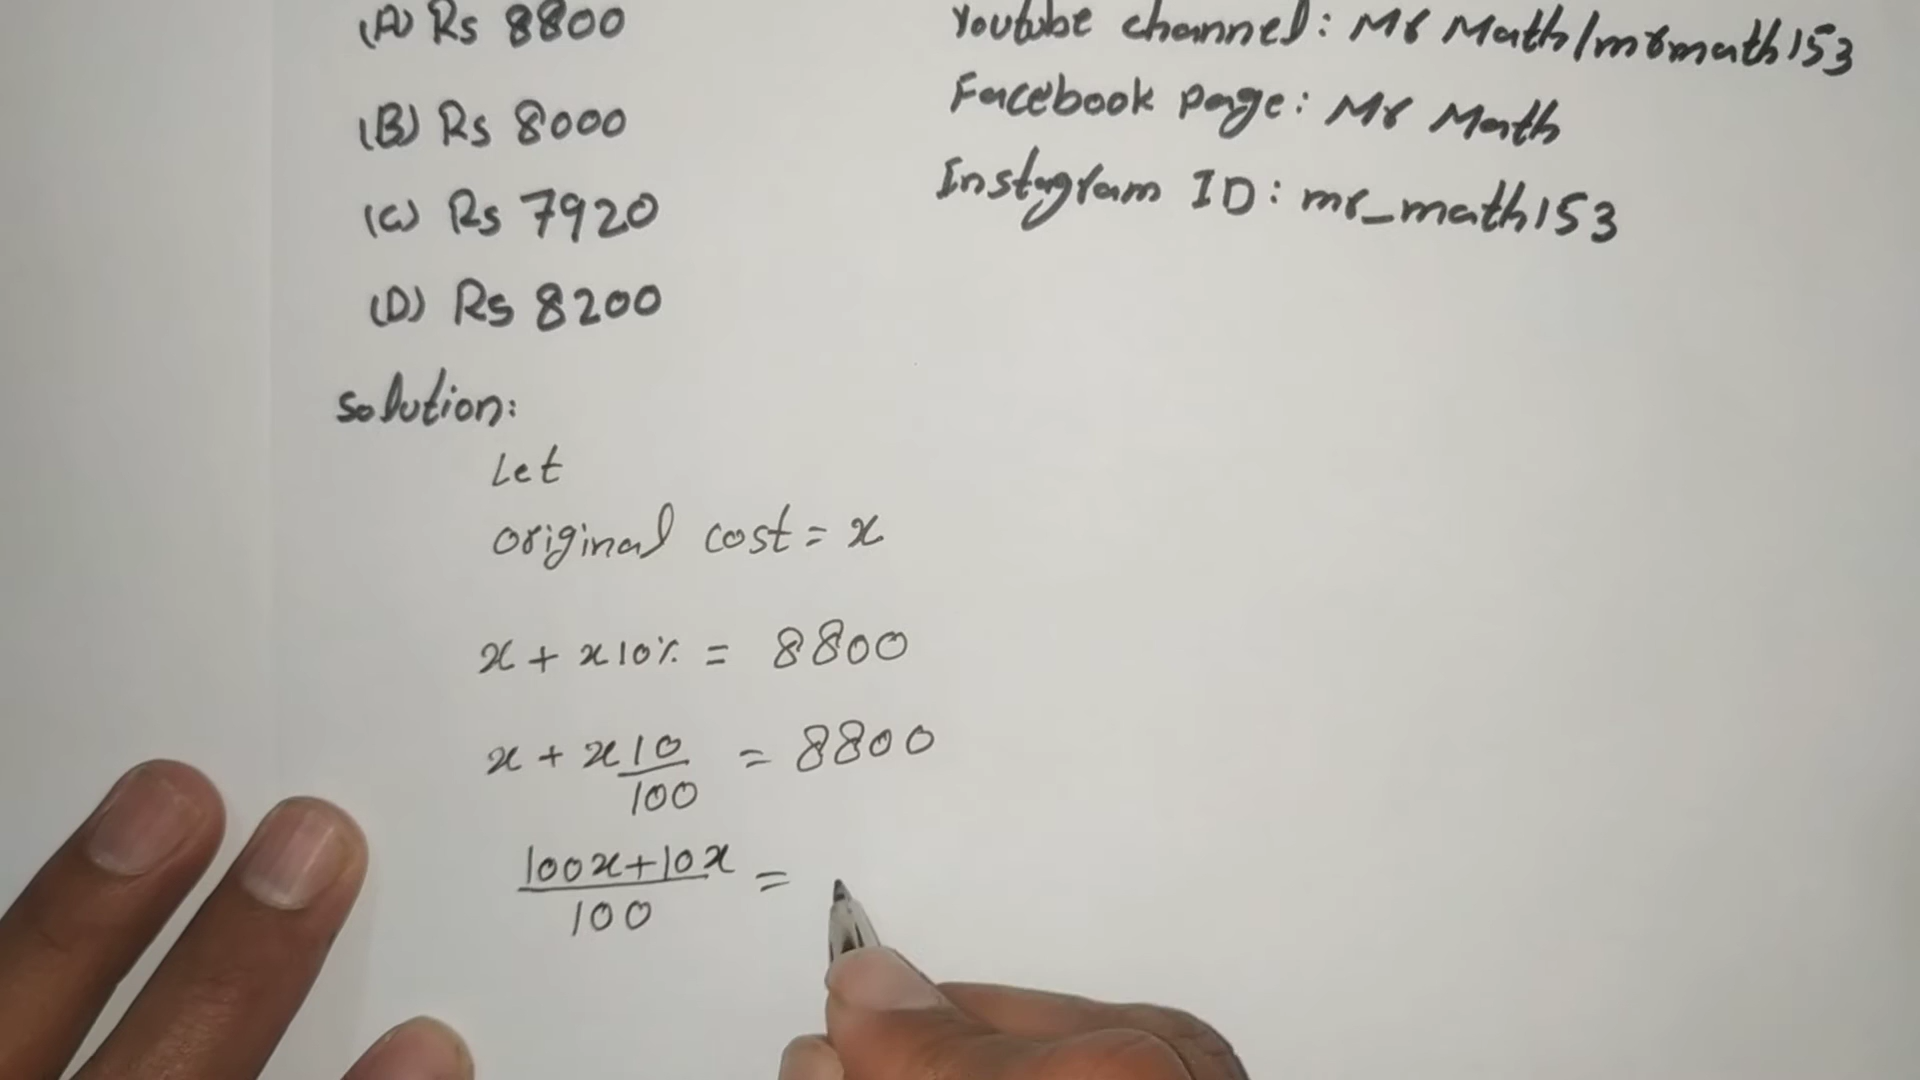 (A) Rs 8800
(B) Rs 8000
(C) Rs 7920
(D) Rs 8200
Youtube channel: Mr Math/mrmath153
Facebook page: Mr Math
Instagram ID: mr_math153
Solution:
Let
original cost = x
x + x10% = 8800
x + x10/100 = 8800
100x+10x/100 =